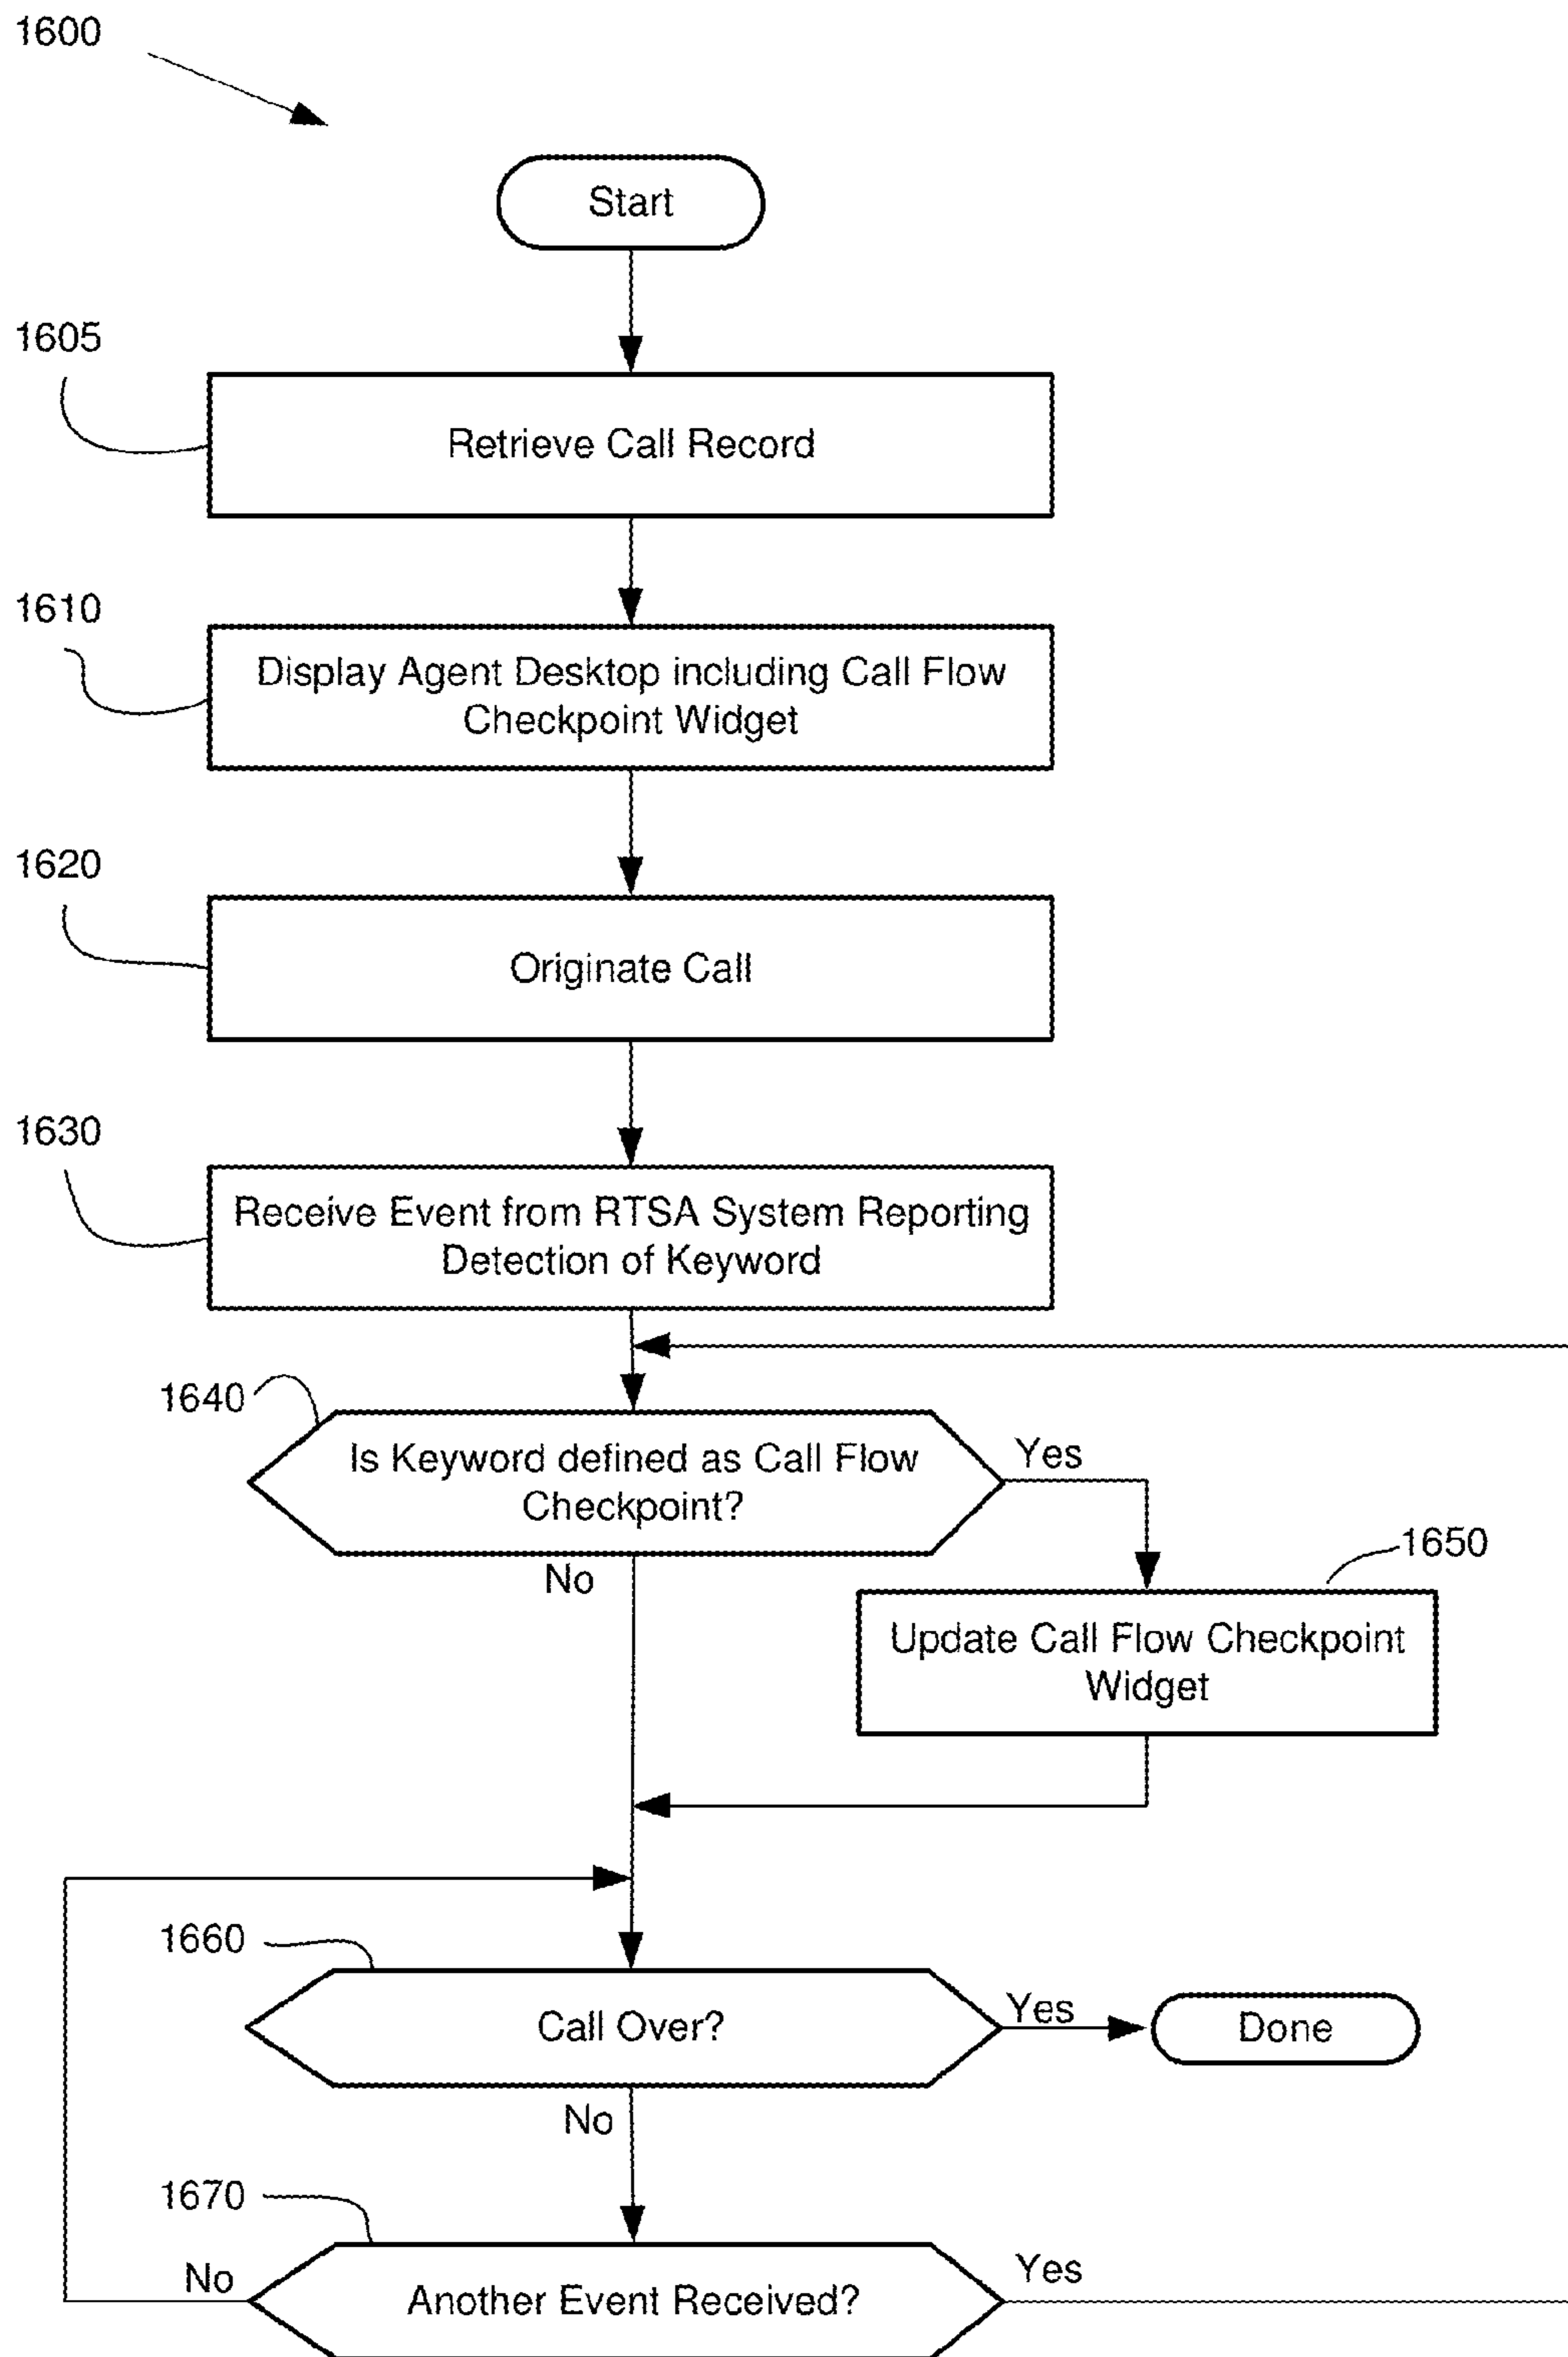 1600
Start
1605
Retrieve Call Record
1610
Display Agent Desktop including Call Flow
Checkpoint Widget
1620
Originate Call
1630
Receive Event from RTSA System Reporting
Detection of Keyword
1640
Is Keyword defined as Call Flow
Checkpoint?
Yes
No
1650
Update Call Flow Checkpoint
Widget
1660
Call Over?
Yes
Done
No
1670
No
Another Event Received?
Yes